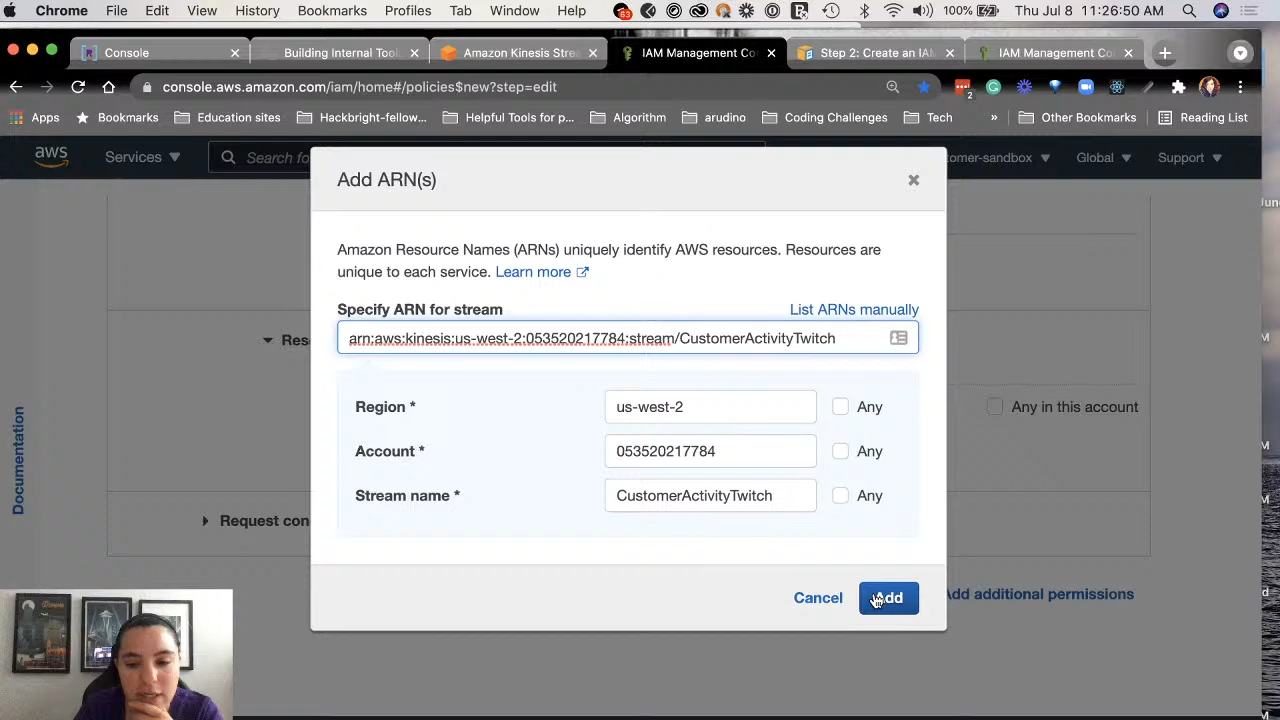 Chrome File Edit View History Bookmarks Profiles Tab Window Help 63 100% Thu Jul 8 11:26:50 AM
Console Building Internal Tool Amazon Kinesis Stre IAM Management Co Step 2: Create an IA IAM Management Co
console.aws.amazon.com/iam/home#/policies$new?step=edit 2
Apps Bookmarks Education sites Hackbright-fellow... Helpful Tools for p... Algorithm arudino Coding Challenges Tech » Other Bookmarks Reading List
aws Services Search fo omer-sandbox Global Support
Add ARN(s)
Amazon Resource Names (ARNs) uniquely identify AWS resources. Resources are
unique to each service. Learn more
Specify ARN for stream List ARNs manually
arn:aws:kinesis:us-west-2:053520217784:stream/CustomerActivityTwitch
Res
Region * us-west-2 Any
Any in this account
Account * 053520217784 Any
Stream name * CustomerActivityTwitch Any
Request con
Documentation
Cancel Add
Add additional permissions